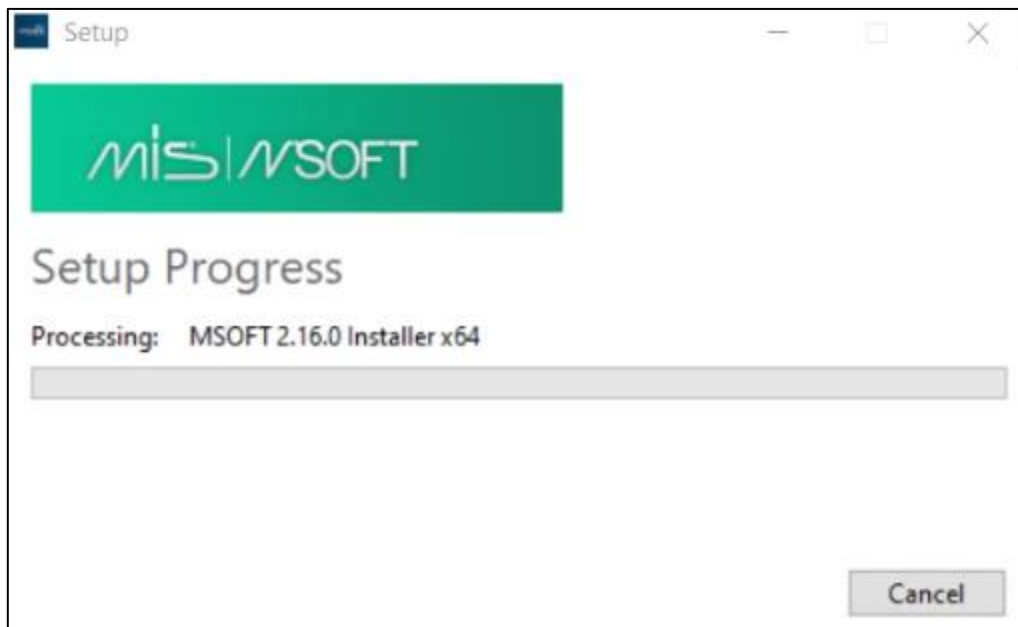 Setup
MIS | MSOFT
Setup Progress
Processing: MSOFT 2.16.0 Installer x64
Cancel